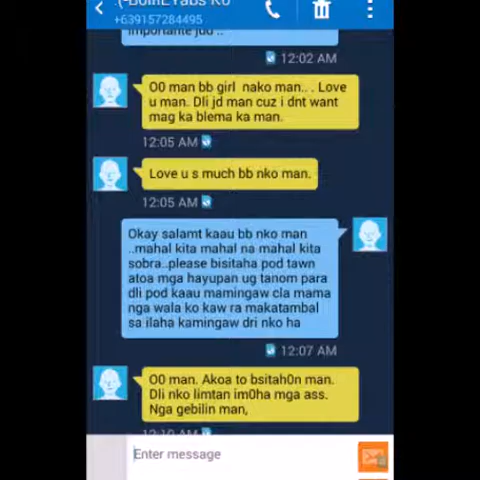 +639157284495
importante jud ..
12:02 AM
O0 man bb girl nako man.. . Love
u man. Dli jd man cuz i dnt want
mag ka blema ka man.
12:05 AM
Love u s much bb nko man.
12:05 AM
Okay salamt kaau bb nko man
..mahal kita mahal na mahal kita
sobra..please bisitaha pod tawn
atoa mga hayupan ug tanom para
dli pod kaau mamingaw cla mama
nga wala ko kaw ra makatambal
sa ilaha kamingaw dri nko ha
12:07 AM
O0 man. Akoa to bsitah0n man.
Dli nko limtan im0ha mga ass.
Nga gebilin man,
12:10 AM
Enter message